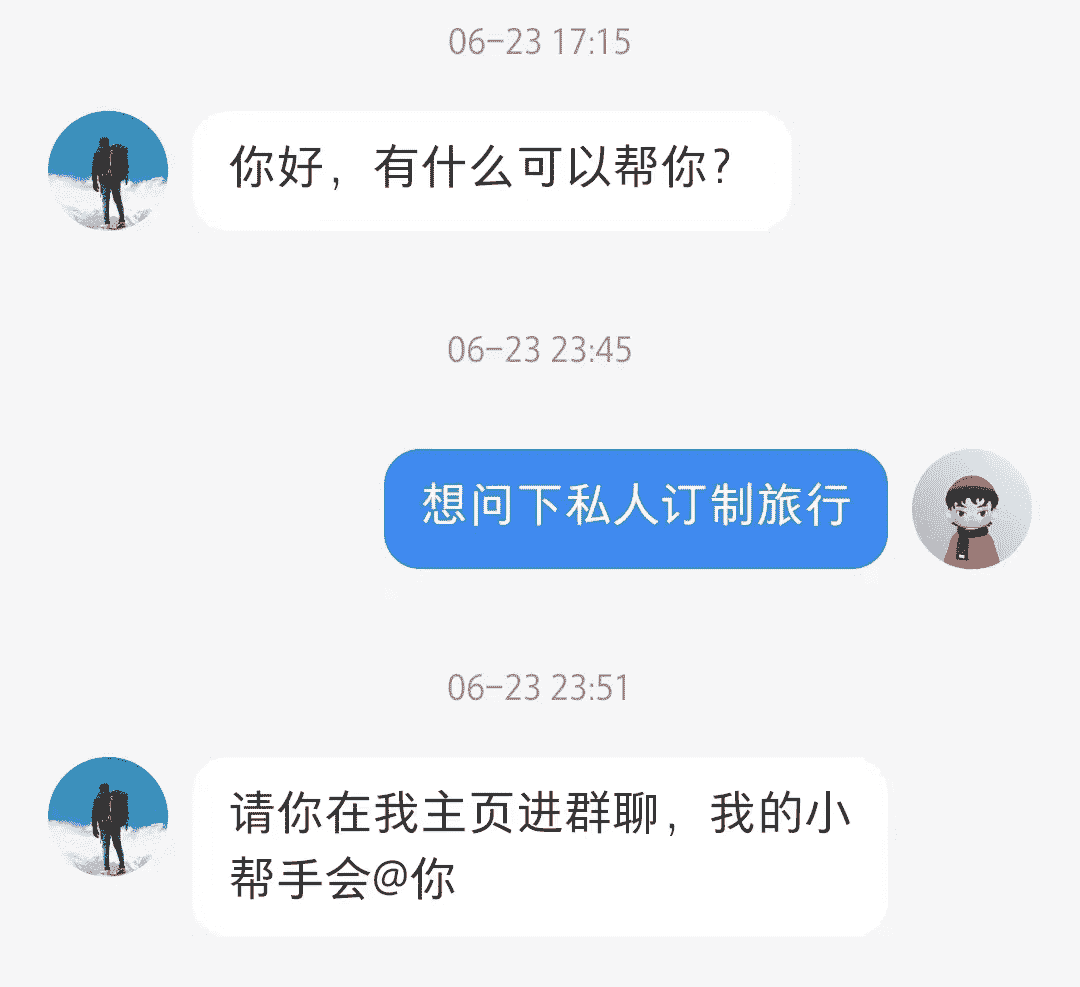 06-23 17:15
你好，有什么可以帮你？
06-23 23:45
想问下私人订制旅行
06-23 23:51
请你在我主页进群聊，我的小
帮手会@你